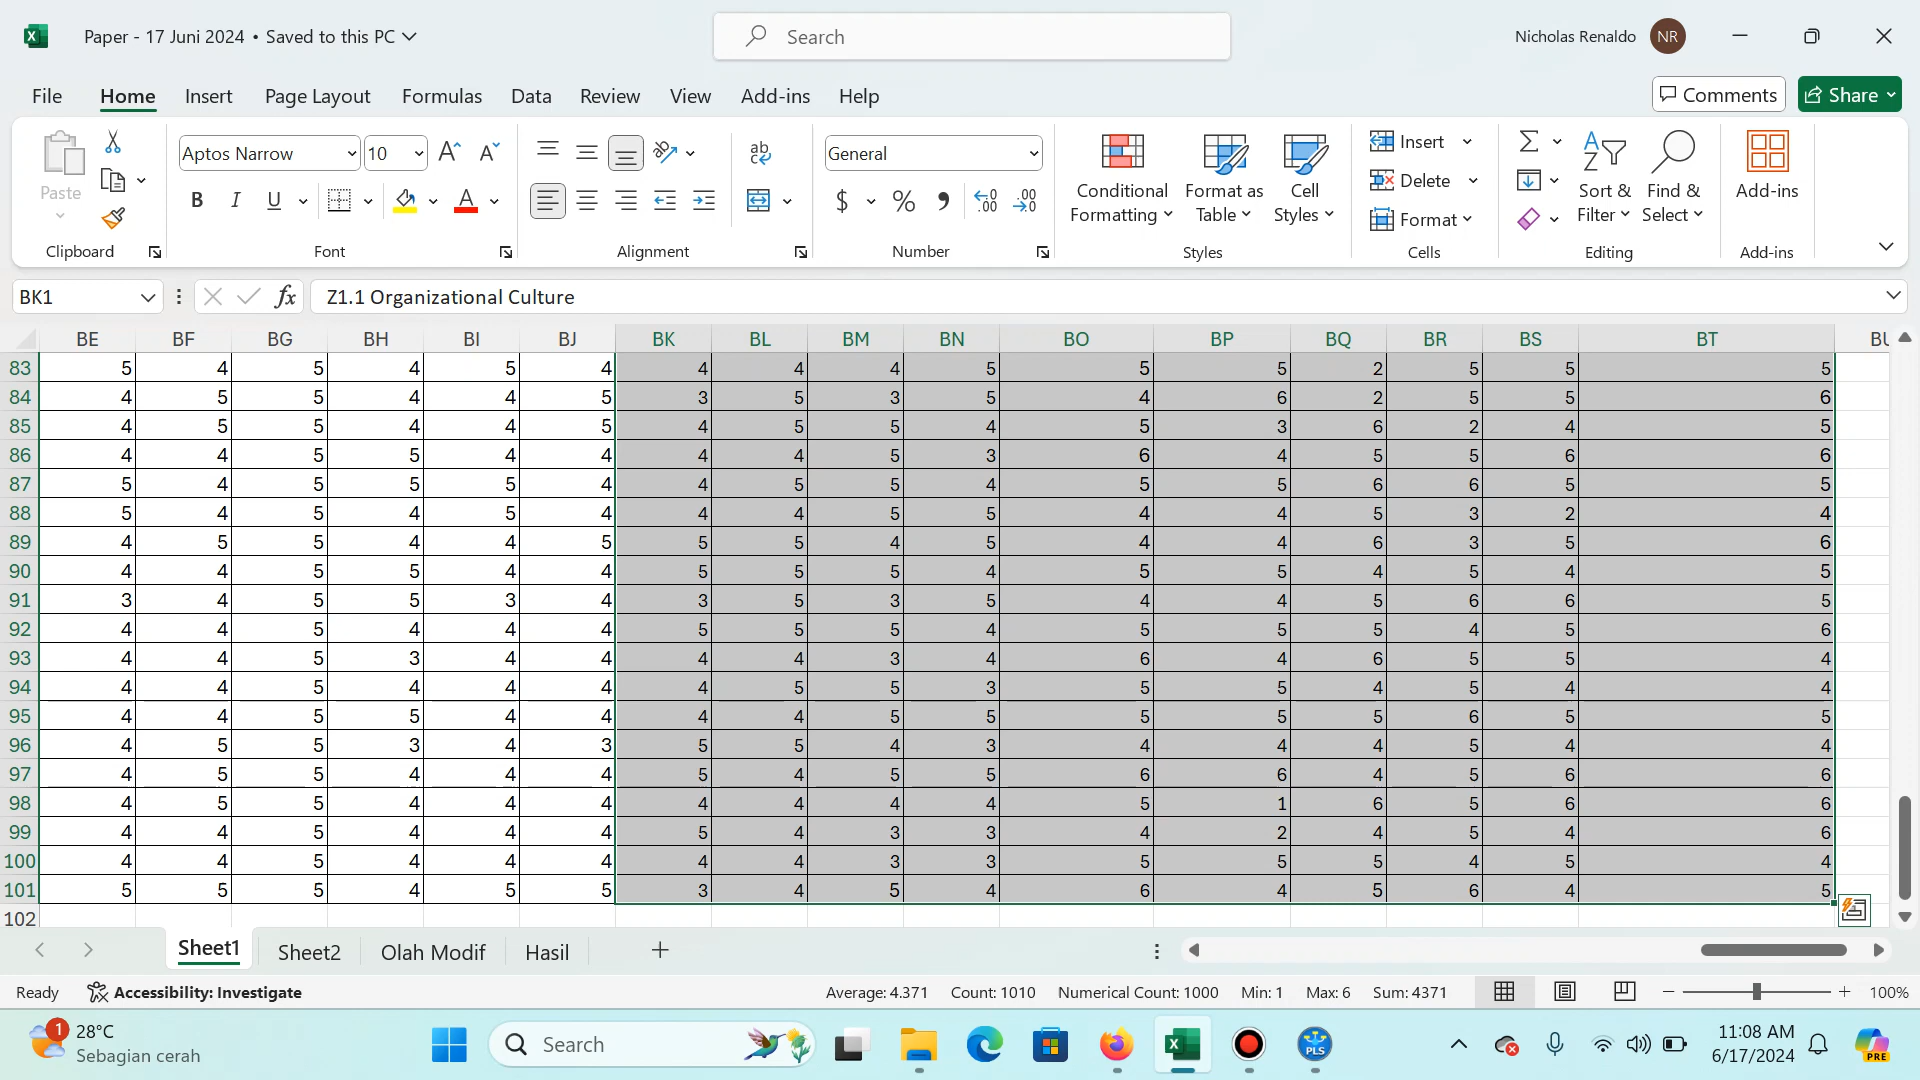 Paper - 17 Juni 2024 • Saved to this PC
Search
Nicholas Renaldo NR
File Home Insert Page Layout Formulas Data Review View Add-ins Help
Comments Share
Paste
Clipboard
Aptos Narrow 10
B I U
Font
Alignment
General
Number
Conditional Formatting
Format as Table
Cell Styles
Styles
Insert
Delete
Format
Cells
Sort & Filter
Find & Select
Editing
Add-ins
Add-ins
BK1 fx Z1.1 Organizational Culture
BE BF BG BH BI BJ BK BL BM BN BO BP BQ BR BS BT BU
83 5 4 5 4 5 4 4 4 4 5 5 5 2 5 5 5
84 4 5 5 4 4 5 3 5 3 5 4 6 2 5 5 6
85 4 5 5 4 4 5 4 5 5 4 5 3 6 2 4 5
86 4 4 5 5 4 4 4 4 5 3 6 4 5 5 6 6
87 5 4 5 5 5 4 4 5 5 4 5 5 6 6 5 5
88 5 4 5 4 5 4 4 4 5 5 4 4 5 3 2 4
89 4 5 5 4 4 5 5 5 4 5 4 4 6 3 5 6
90 4 4 5 5 4 4 5 5 5 4 5 5 4 5 4 5
91 3 4 5 5 3 4 3 5 3 5 4 4 5 6 6 5
92 4 4 5 4 4 4 5 5 5 4 5 5 5 4 5 6
93 4 4 5 3 4 4 4 4 3 4 6 4 6 5 5 4
94 4 4 5 4 4 4 4 5 5 3 5 5 4 5 4 4
95 4 4 5 5 4 4 4 4 5 5 5 5 5 6 5 5
96 4 5 5 3 4 3 5 5 4 3 4 4 4 5 4 4
97 4 5 5 4 4 4 5 4 5 5 6 6 4 5 6 6
98 4 5 5 4 4 4 4 4 4 4 5 1 6 5 6 6
99 4 4 5 4 4 4 5 4 3 3 4 2 4 5 4 6
100 4 4 5 4 4 4 4 4 3 3 5 5 5 4 5 4
101 5 5 5 4 5 5 3 4 5 4 6 4 5 6 4 5
102
Sheet1 Sheet2 Olah Modif Hasil
Ready Accessibility: Investigate Average: 4.371 Count: 1010 Numerical Count: 1000 Min: 1 Max: 6 Sum: 4371 100%
1 28°C
Sebagian cerah
Search
PLS
11:08 AM
6/17/2024
PRE